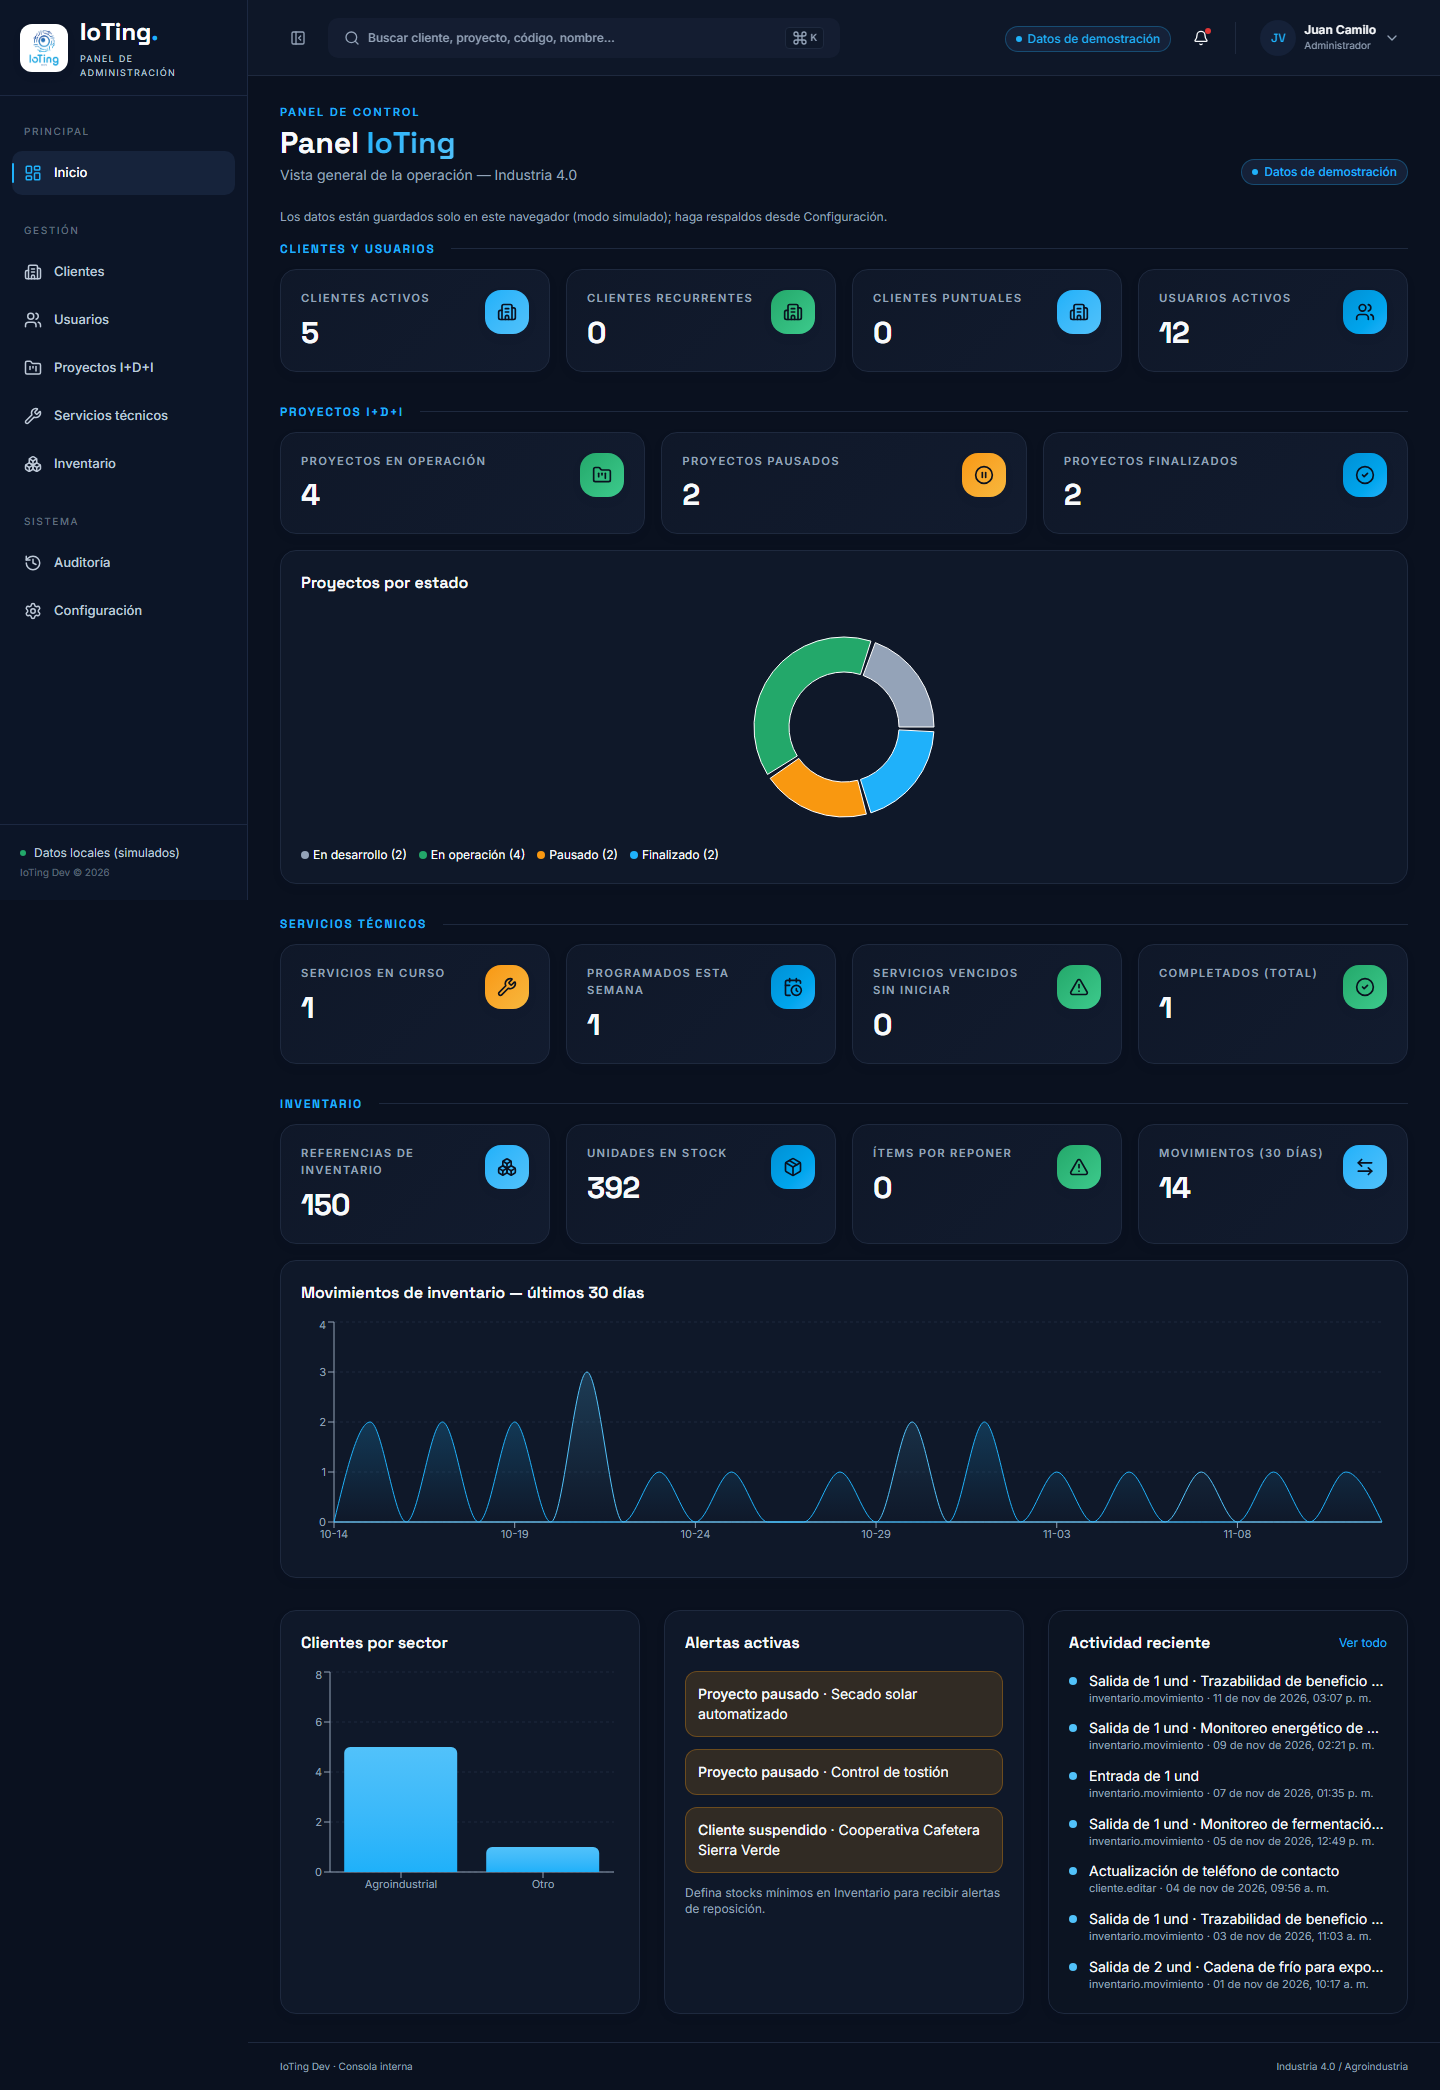 IoTing
IoTing.
PANEL DE
ADMINISTRACIÓN
PRINCIPAL
Inicio
GESTIÓN
Clientes
Usuarios
Proyectos I+D+I
Servicios técnicos
Inventario
SISTEMA
Auditoría
Configuración
Datos locales (simulados)
IoTing Dev © 2026
Buscar cliente, proyecto, código, nombre...
⌘ K
Datos de demostración
JV
Juan Camilo
Administrador
PANEL DE CONTROL
Panel IoTing
Vista general de la operación — Industria 4.0
Datos de demostración
Los datos están guardados solo en este navegador (modo simulado); haga respaldos desde Configuración.
CLIENTES Y USUARIOS
CLIENTES ACTIVOS
5
CLIENTES RECURRENTES
0
CLIENTES PUNTUALES
0
USUARIOS ACTIVOS
12
PROYECTOS I+D+I
PROYECTOS EN OPERACIÓN
4
PROYECTOS PAUSADOS
2
PROYECTOS FINALIZADOS
2
Proyectos por estado
En desarrollo (2)
En operación (4)
Pausado (2)
Finalizado (2)
SERVICIOS TÉCNICOS
SERVICIOS EN CURSO
1
PROGRAMADOS ESTA
SEMANA
1
SERVICIOS VENCIDOS
SIN INICIAR
0
COMPLETADOS (TOTAL)
1
INVENTARIO
REFERENCIAS DE
INVENTARIO
150
UNIDADES EN STOCK
392
ÍTEMS POR REPONER
0
MOVIMIENTOS (30 DÍAS)
14
Movimientos de inventario — últimos 30 días
4
3
2
1
0
10-14
10-19
10-24
10-29
11-03
11-08
Clientes por sector
8
6
4
2
0
Agroindustrial
Otro
Alertas activas
Proyecto pausado · Secado solar
automatizado
Proyecto pausado · Control de tostión
Cliente suspendido · Cooperativa Cafetera
Sierra Verde
Defina stocks mínimos en Inventario para recibir alertas
de reposición.
Actividad reciente
Ver todo
Salida de 1 und · Trazabilidad de beneficio ...
inventario.movimiento · 11 de nov de 2026, 03:07 p. m.
Salida de 1 und · Monitoreo energético de ...
inventario.movimiento · 09 de nov de 2026, 02:21 p. m.
Entrada de 1 und
inventario.movimiento · 07 de nov de 2026, 01:35 p. m.
Salida de 1 und · Monitoreo de fermentació...
inventario.movimiento · 05 de nov de 2026, 12:49 p. m.
Actualización de teléfono de contacto
cliente.editar · 04 de nov de 2026, 09:56 a. m.
Salida de 1 und · Trazabilidad de beneficio ...
inventario.movimiento · 03 de nov de 2026, 11:03 a. m.
Salida de 2 und · Cadena de frío para expo...
inventario.movimiento · 01 de nov de 2026, 10:17 a. m.
IoTing Dev · Consola interna
Industria 4.0 / Agroindustria